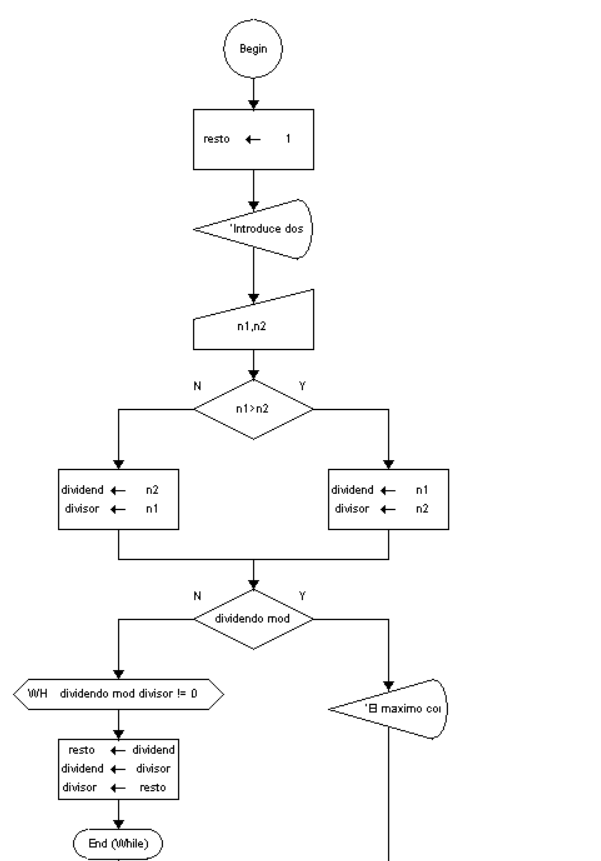 Begin
resto ← 1
'Introduce dos
n1,n2
N Y
n1>n2
dividend ← n2
divisor ← n1
dividend ← n1
divisor ← n2
N Y
dividendo mod
WH dividendo mod divisor != 0
'El maximo
resto ← dividend
dividend ← divisor
divisor ← resto
End (While)